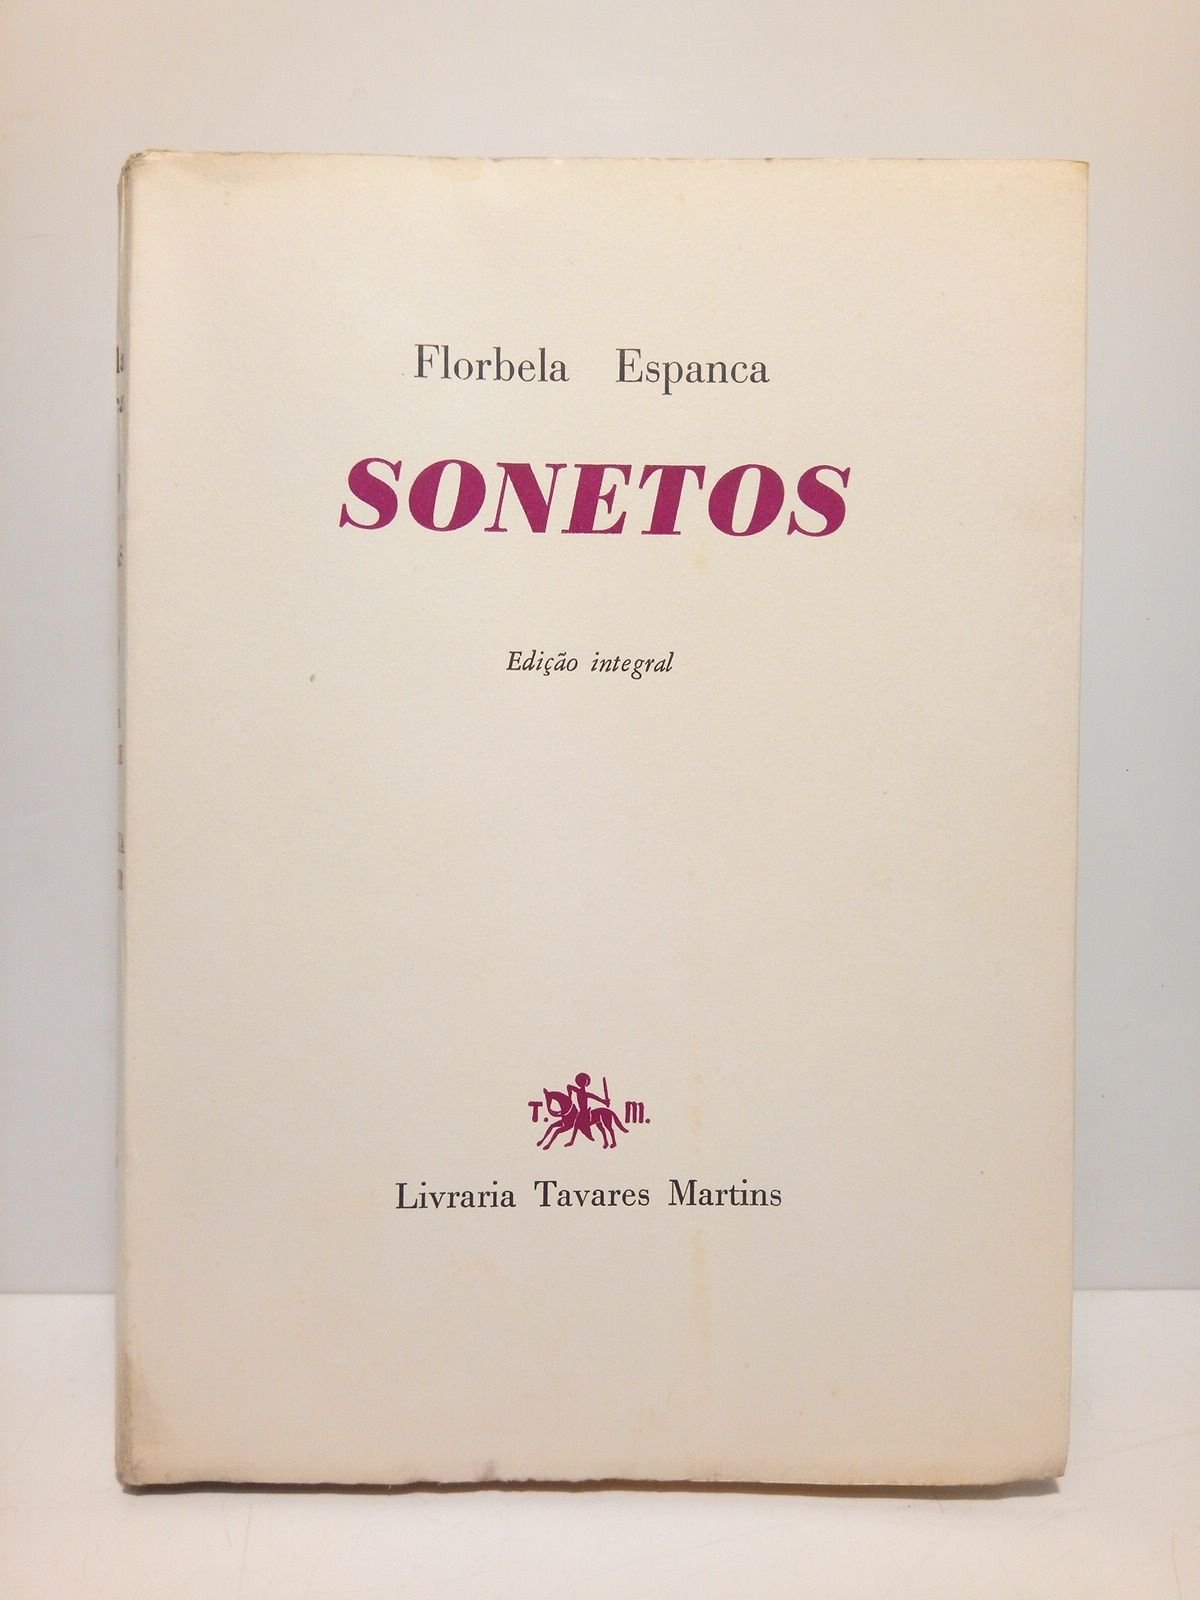 Florbela Espanca
SONETOS
Edição integral
T. M.
Livraria Tavares Martins